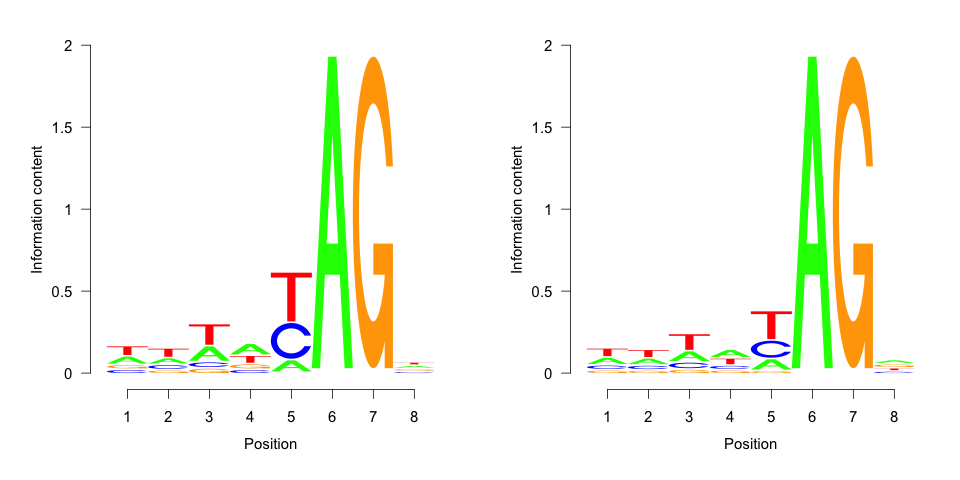 Information content
2
1.5
1
0.5
0
T T T A T A G T
A A A T C A
C C C G A C
G G G C G
1 2 3 4 5 6 7 8
Position
Information content
2
1.5
1
0.5
0
T T T A T A G A
A A A T C G
C C C C A T
G G G G G C
1 2 3 4 5 6 7 8
Position